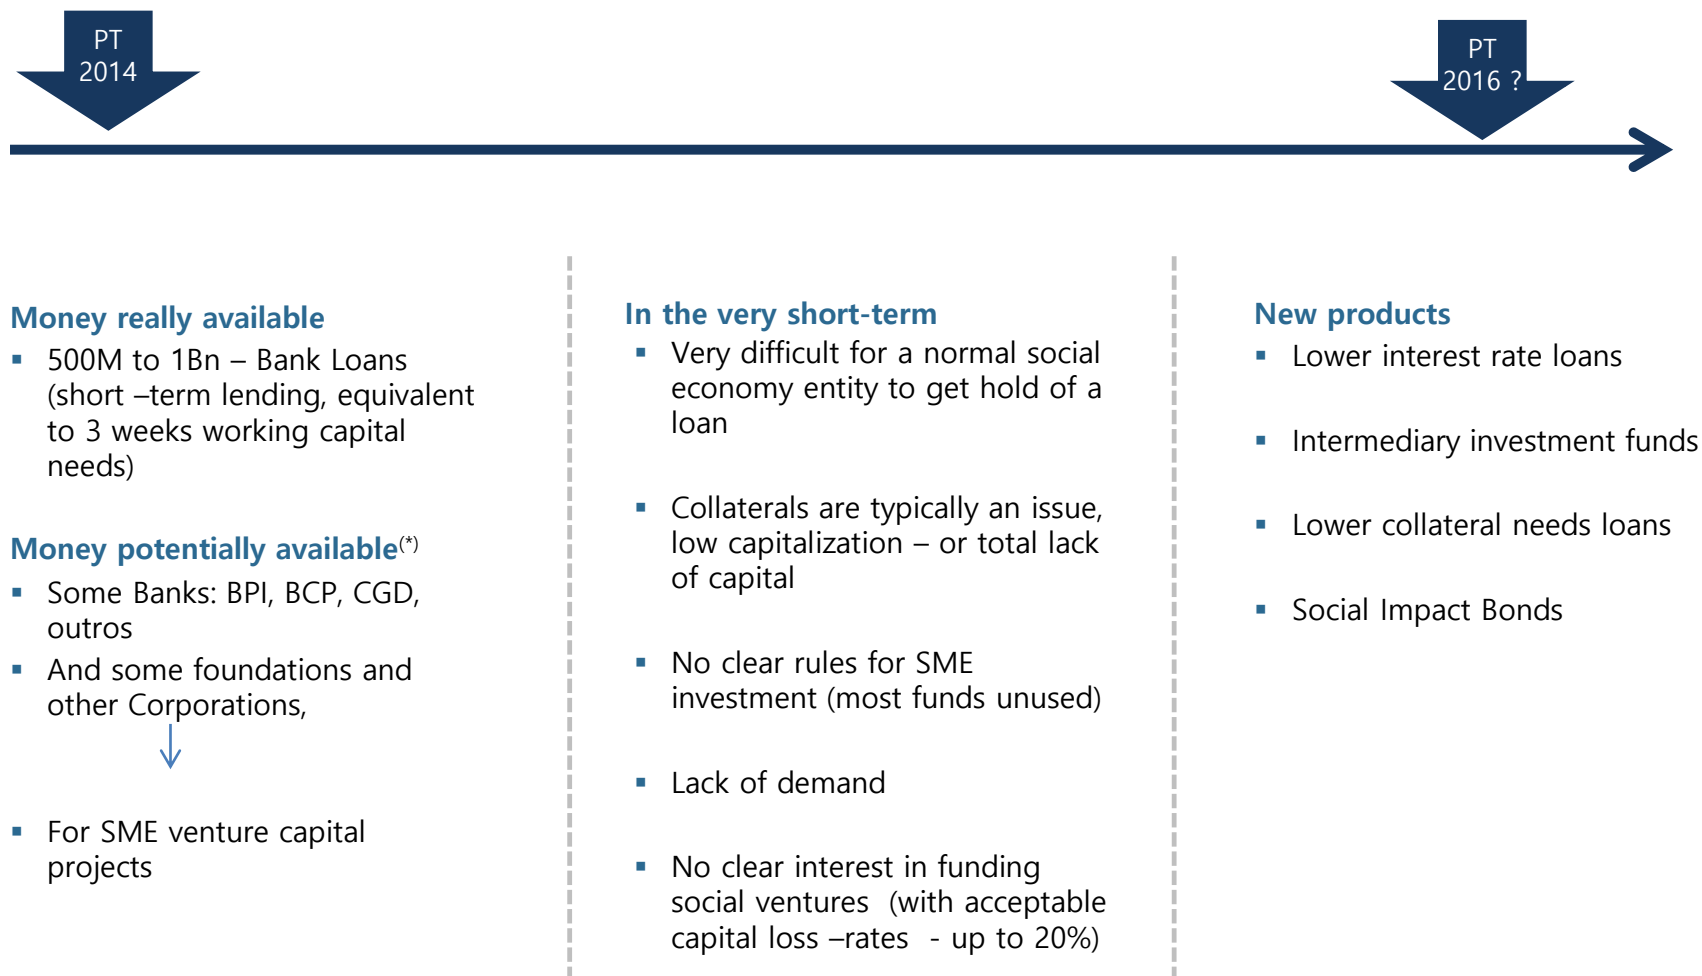 PT
2014
PT
2016 ?
Money really available
▪ 500M to 1Bn – Bank Loans
(short –term lending, equivalent
to 3 weeks working capital
needs)
Money potentially available(*)
▪ Some Banks: BPI, BCP, CGD,
outros
▪ And some foundations and
other Corporations,
▪ For SME venture capital
projects
In the very short-term
▪ Very difficult for a normal social
economy entity to get hold of a
loan
▪ Collaterals are typically an issue,
low capitalization – or total lack
of capital
▪ No clear rules for SME
investment (most funds unused)
▪ Lack of demand
▪ No clear interest in funding
social ventures (with acceptable
capital loss –rates - up to 20%)
New products
▪ Lower interest rate loans
▪ Intermediary investment funds
▪ Lower collateral needs loans
▪ Social Impact Bonds